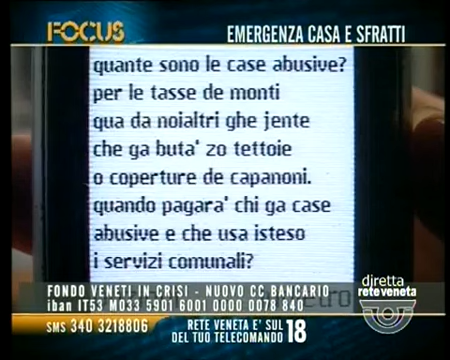 FOCUS
EMERGENZA CASA E SFRATTI
quante sono le case abusive?
per le tasse de monti
qua da noialtri ghe jente
che ga buta' zo tettoie
o coperture de capanoni.
quando pagara' chi ga case
abusive e che usa isteso
i servizi comunali?
FONDO VENETI IN CRISI - NUOVO CC BANCARIO
iban IT53 M033 5901 6001 0000 0078 840
diretta
reteveneta
SMS 340 3218806
RETE VENETA E' SUL
DEL TUO TELECOMANDO
18